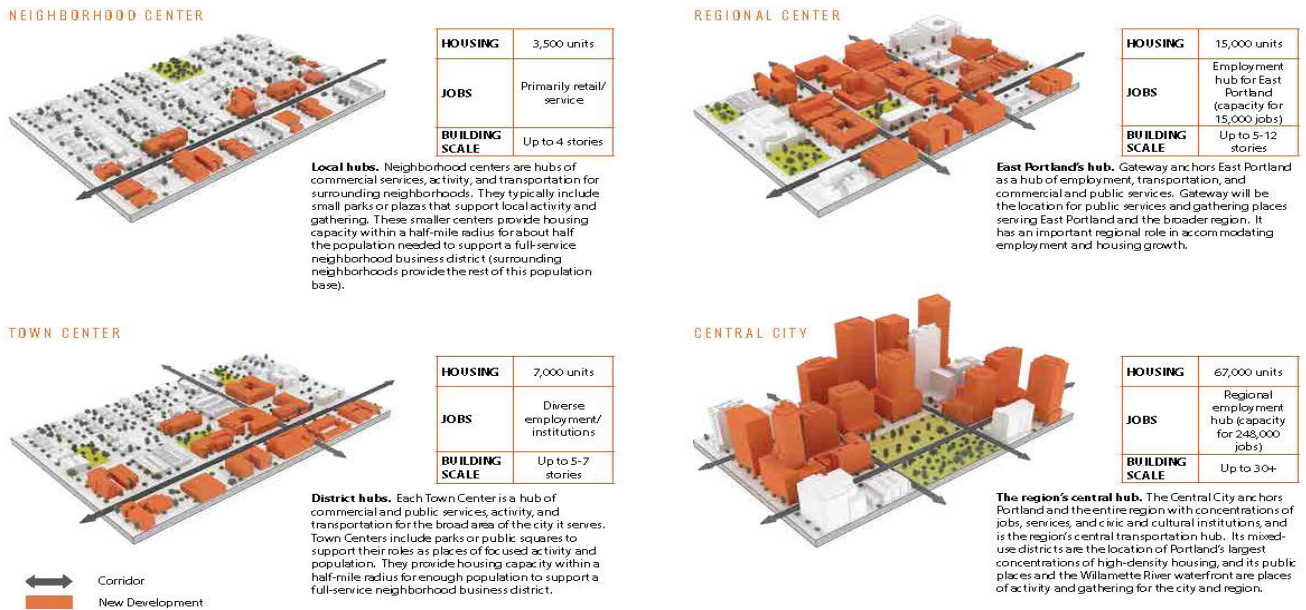 NEIGHBORHOOD CENTER
HOUSING 3,500 units
JOBS Primarily retail/
service
BUILDING
SCALE Up to 4 stories
Local hubs. Neighborhood centers are hubs of
commercial services, activity, and transportation for
surrounding neighborhoods. They typically include
small parks or plazas that support local activity and
gathering. These smaller centers provide housing
capacity within a half-mile radius for about half
the population needed to support a full-service
neighborhood business district (surrounding
neighborhoods provide the rest of this population
base).
REGIONAL CENTER
HOUSING 15,000 units
JOBS Employment
hub for East
Portland
(capacity for
15,000 jobs)
BUILDING
SCALE Up to 5-12
stories
East Portland's hub. Gateway anchors East Portland
as a hub of employment, transportation, and
commercial and public services. Gateway will be
the location for public services and gathering places
serving East Portland and the broader region. It
has an important regional role in accommodating
employment and housing growth.
TOWN CENTER
HOUSING 7,000 units
JOBS Diverse
employment/
institutions
BUILDING
SCALE Up to 5-7
stories
District hubs. Each Town Center is a hub of
commercial and public services, activity, and
transportation for the broad area of the city it serves.
Town Centers include parks or public squares to
support their roles as places of focused activity and
population. They provide housing capacity within a
half-mile radius for enough population to support a
full-service neighborhood business district.
CENTRAL CITY
HOUSING 67,000 units
JOBS Regional
employment
hub (capacity
for 248,000
jobs)
BUILDING
SCALE Up to 30+
The region's central hub. The Central City anchors
Portland and the entire region with concentrations of
jobs, services, and civic and cultural institutions, and
is the region's central transportation hub. Its mixed-
use districts are the location of Portland's largest
concentrations of high-density housing, and its public
places and the Willamette River waterfront are places
of activity and gathering for the city and region.
Corridor
New Development